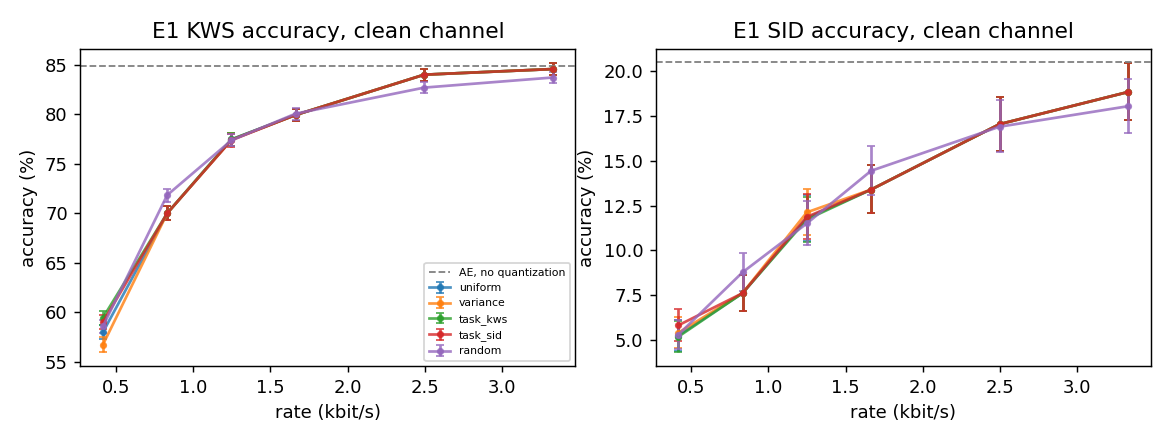 E1 KWS accuracy, clean channel
accuracy (%)
85
80
75
70
65
60
55
0.5 1.0 1.5 2.0 2.5 3.0
rate (kbit/s)
AE, no quantization
uniform
variance
task_kws
task_sid
random
E1 SID accuracy, clean channel
accuracy (%)
20.0
17.5
15.0
12.5
10.0
7.5
5.0
0.5 1.0 1.5 2.0 2.5 3.0
rate (kbit/s)